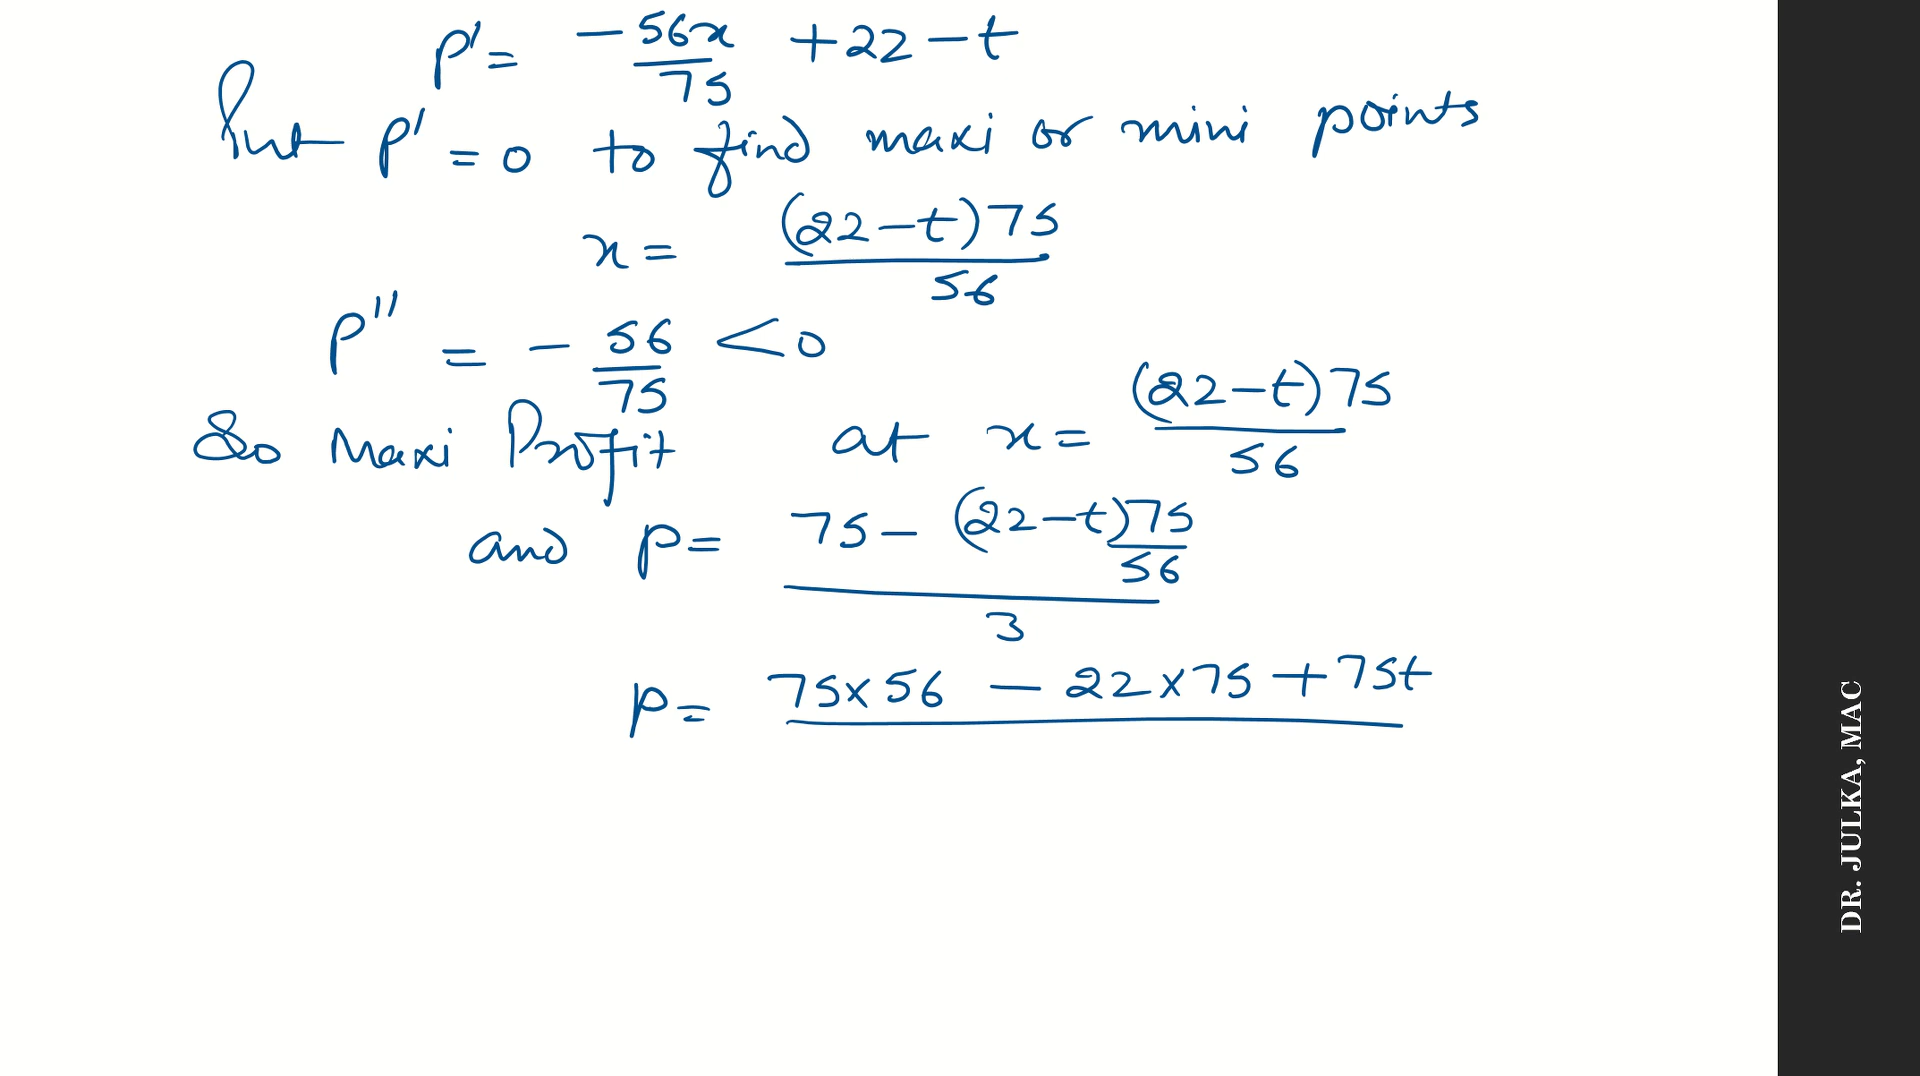 P' = -56x/75 + 22 - t
Put P' = 0 to find maxi or mini points
x = (22-t)75/56
P'' = -56/75 < 0
So Maxi Profit at x = (22-t)75/56
and p = (75 - (22-t)75/56)/3
p = 75×56 - 22×75 + 75t
DR. JULKA, MAC